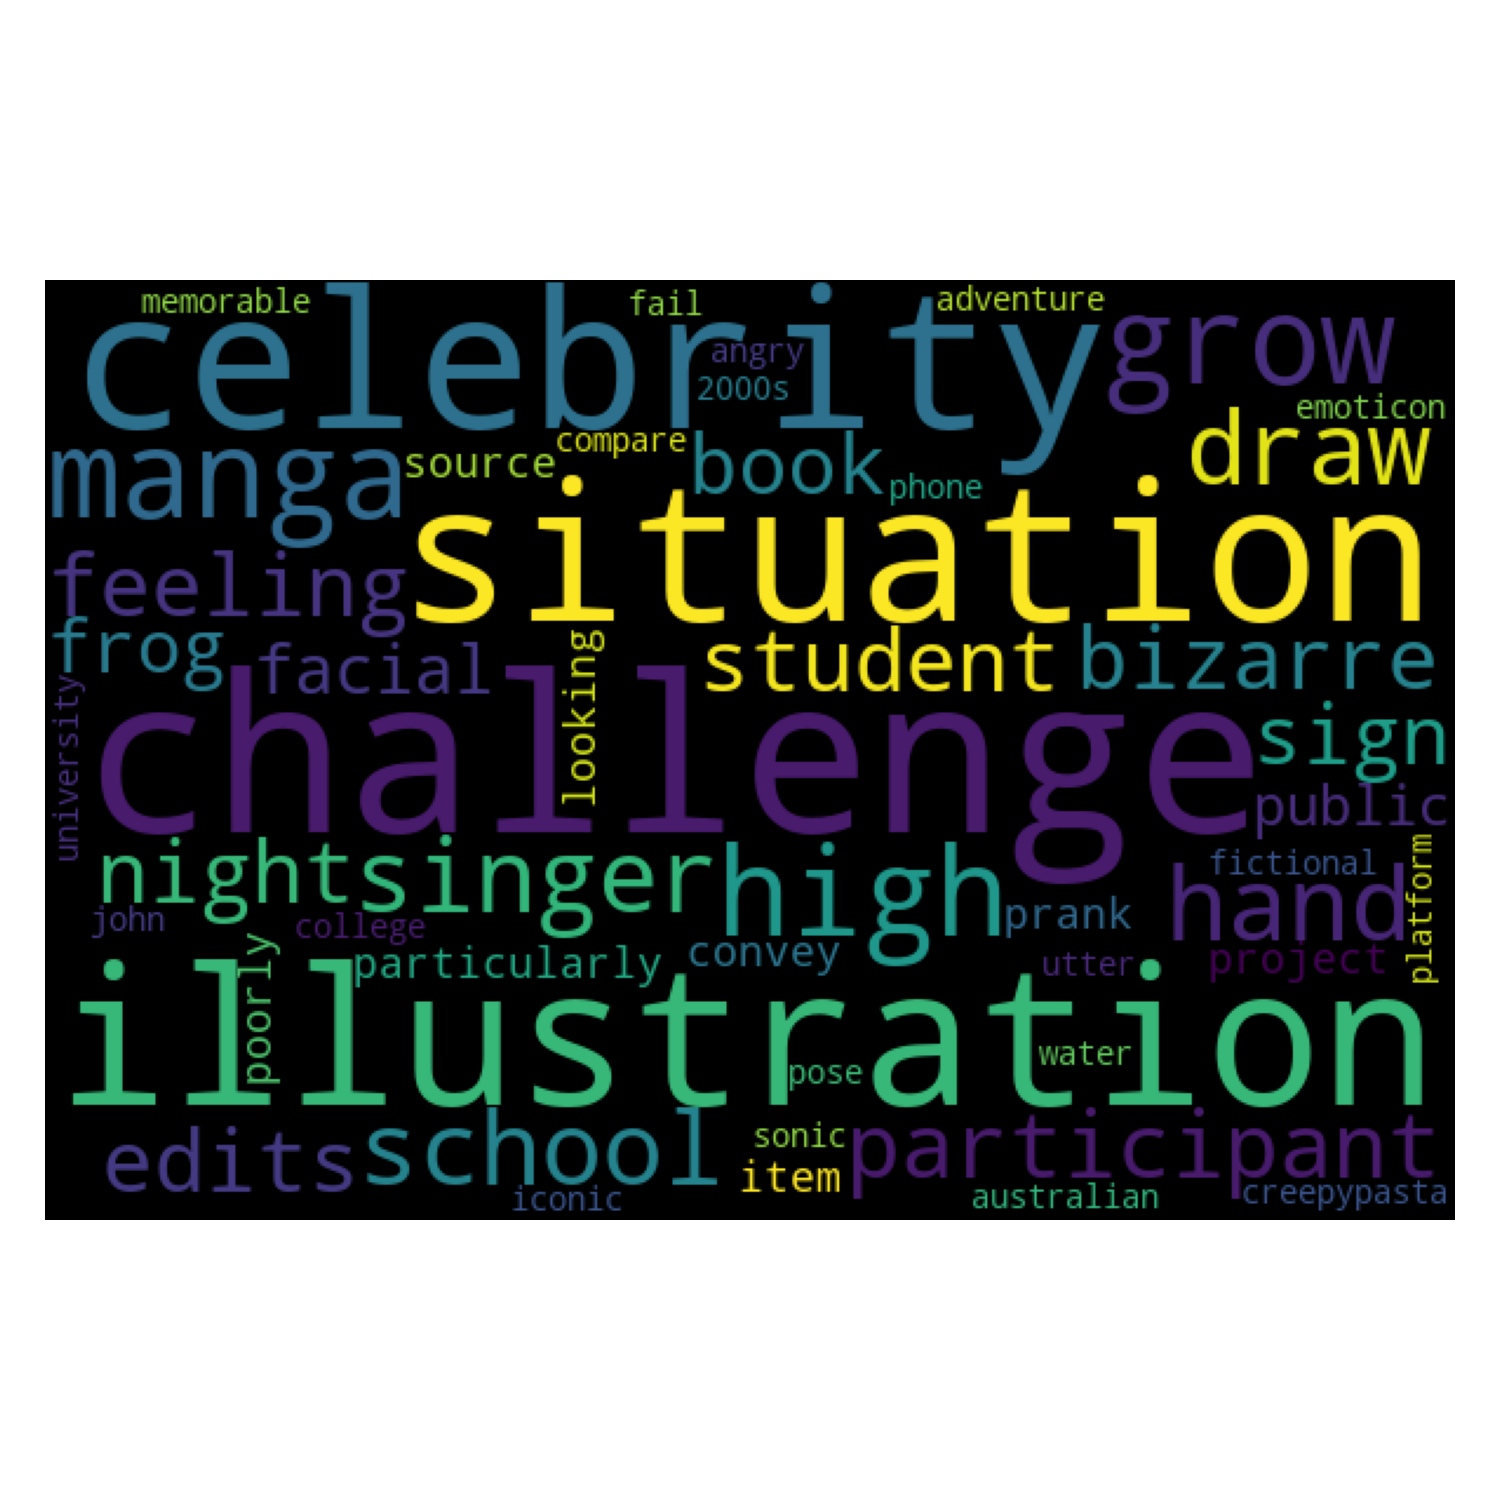 memorable
fail
adventure
celebrity
grow
angry
2000s
emoticon
manga
source
compare
book
phone
draw
situation
feeling
frog
facial
looking
student
bizarre
university
challenge
sign
public
night
singer
high
fictional
hand
platform
john
college
prank
poorly
particularly
convey
utter
project
illustration
pose
water
edits
school
sonic
item
participant
iconic
australian
creepypasta